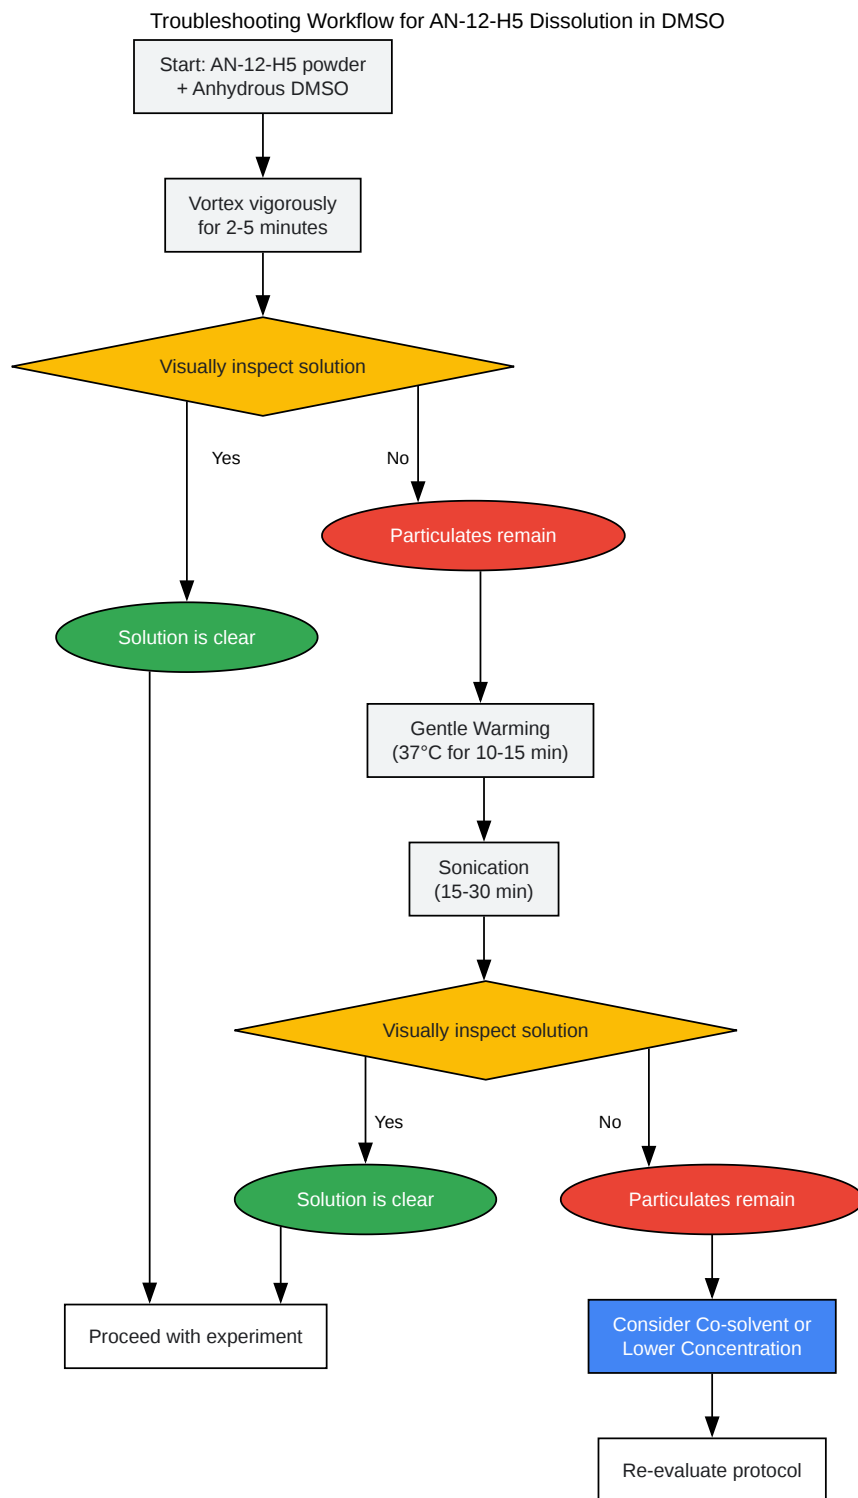 Troubleshooting Workflow for AN-12-H5 Dissolution in DMSO
Start: AN-12-H5 powder
+ Anhydrous DMSO
Vortex vigorously
for 2-5 minutes
Visually inspect solution
Yes
No
Particulates remain
Solution is clear
Gentle Warming
(37°C for 10-15 min)
Sonication
(15-30 min)
Visually inspect solution
Yes
No
Solution is clear
Particulates remain
Proceed with experiment
Consider Co-solvent or
Lower Concentration
Re-evaluate protocol